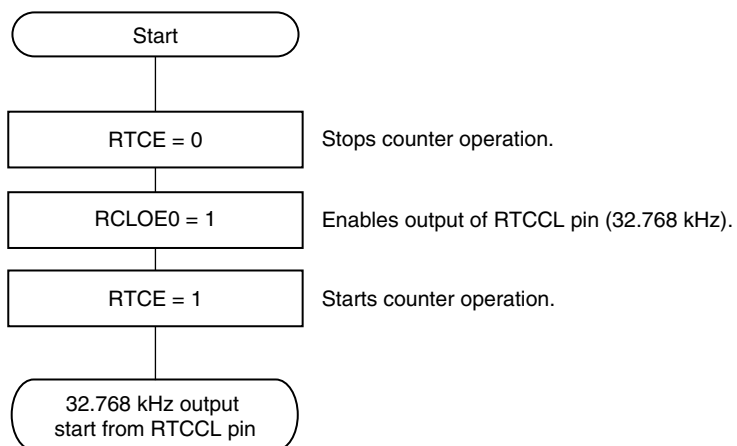 Start
RTCE = 0
Stops counter operation.
RCLOE0 = 1
Enables output of RTCCL pin (32.768 kHz).
RTCE = 1
Starts counter operation.
32.768 kHz output
start from RTCCL pin